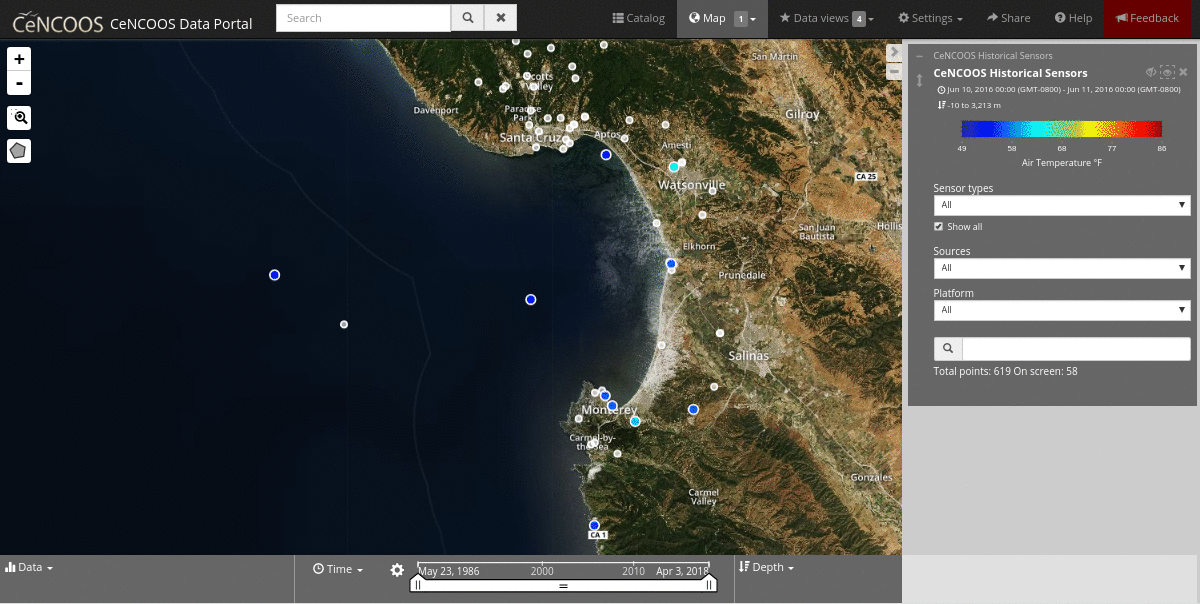 CeNCOOS CeNCOOS Data Portal
Search
Catalog
Map 1
Data views 4
Settings
Share
Help
Feedback
+
-
San Martin
Scotts Valley
Davenport
Paradise Park
Gilroy
Santa Cruz
Aptos
Amesti
CA 25
Watsonville
San Juan Bautista
Hollis
Elkhorn
Prunedale
Salinas
Monterey
Carmel-by-the-Sea
Gonzales
Carmel Valley
CA 1
CeNCOOS Historical Sensors
CeNCOOS Historical Sensors
Jun 10, 2016 00:00 (GMT-0800) - Jun 11, 2016 00:00 (GMT-0800)
-10 to 3,213 m
49 58 68 77 86
Air Temperature °F
Sensor types
All
Show all
Sources
All
Platform
All
Total points: 619 On screen: 58
Data
Time
May 23, 1986 2000 2010 Apr 3, 2018
Depth